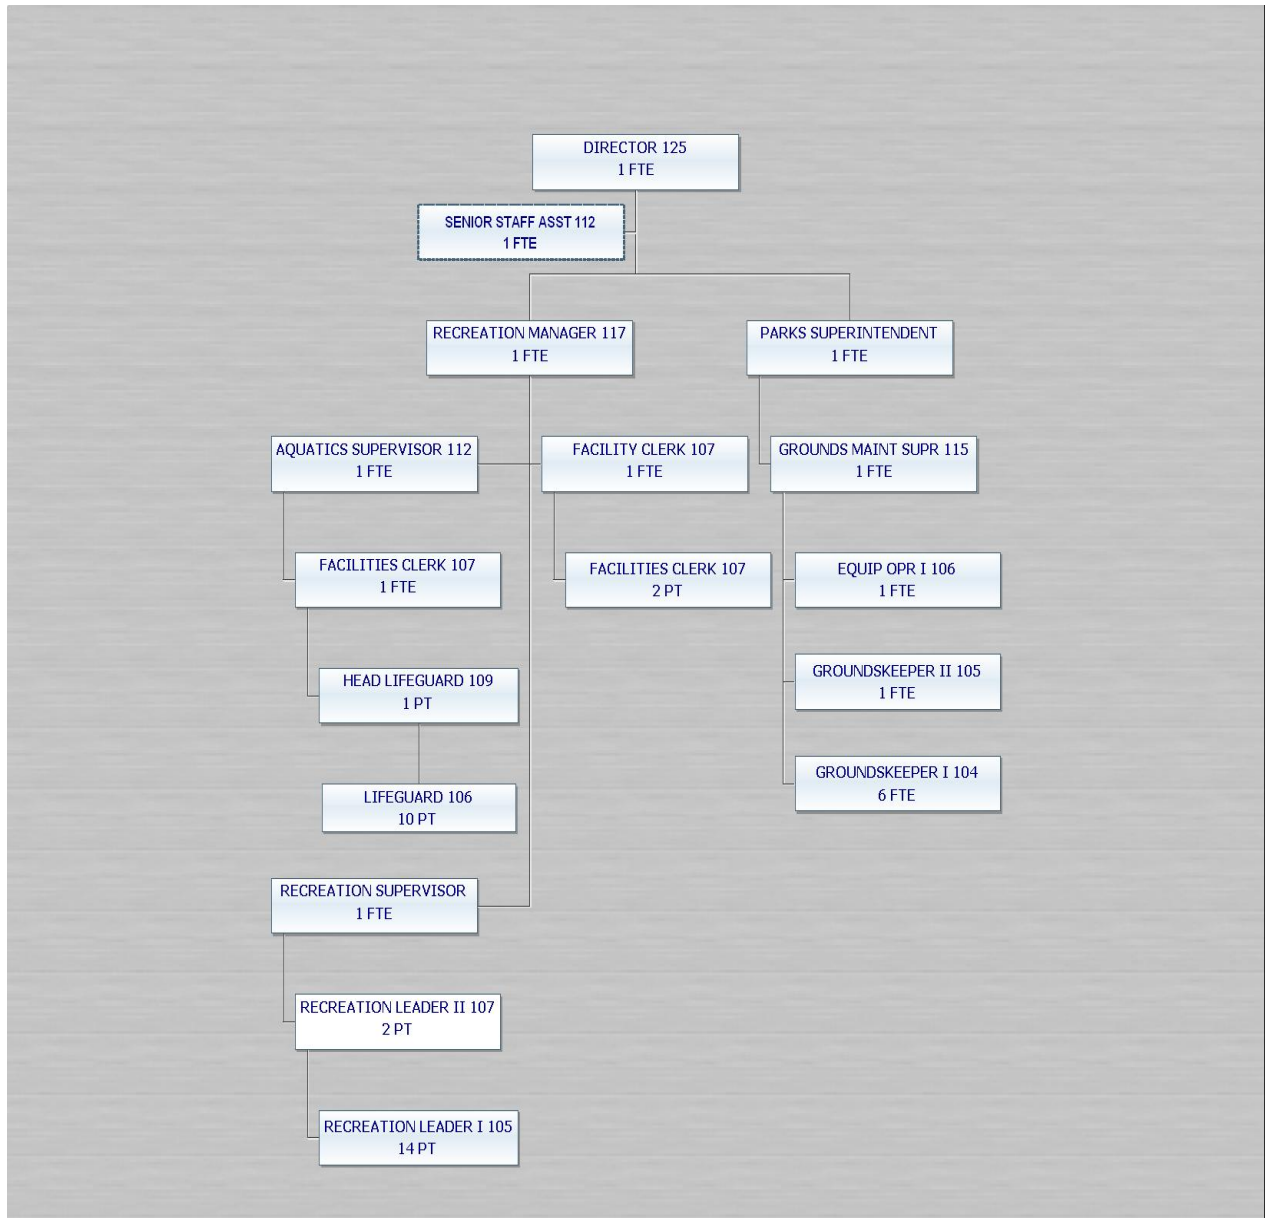 DIRECTOR 125
1 FTE
SENIOR STAFF ASST 112
1 FTE
RECREATION MANAGER 117
1 FTE
PARKS SUPERINTENDENT
1 FTE
AQUATICS SUPERVISOR 112
1 FTE
FACILITY CLERK 107
1 FTE
GROUNDS MAINT SUPR 115
1 FTE
FACILITIES CLERK 107
1 FTE
FACILITIES CLERK 107
2 PT
EQUIP OPR I 106
1 FTE
HEAD LIFEGUARD 109
1 PT
GROUNDSKEEPER II 105
1 FTE
LIFEGUARD 106
10 PT
GROUNDSKEEPER I 104
6 FTE
RECREATION SUPERVISOR
1 FTE
RECREATION LEADER II 107
2 PT
RECREATION LEADER I 105
14 PT